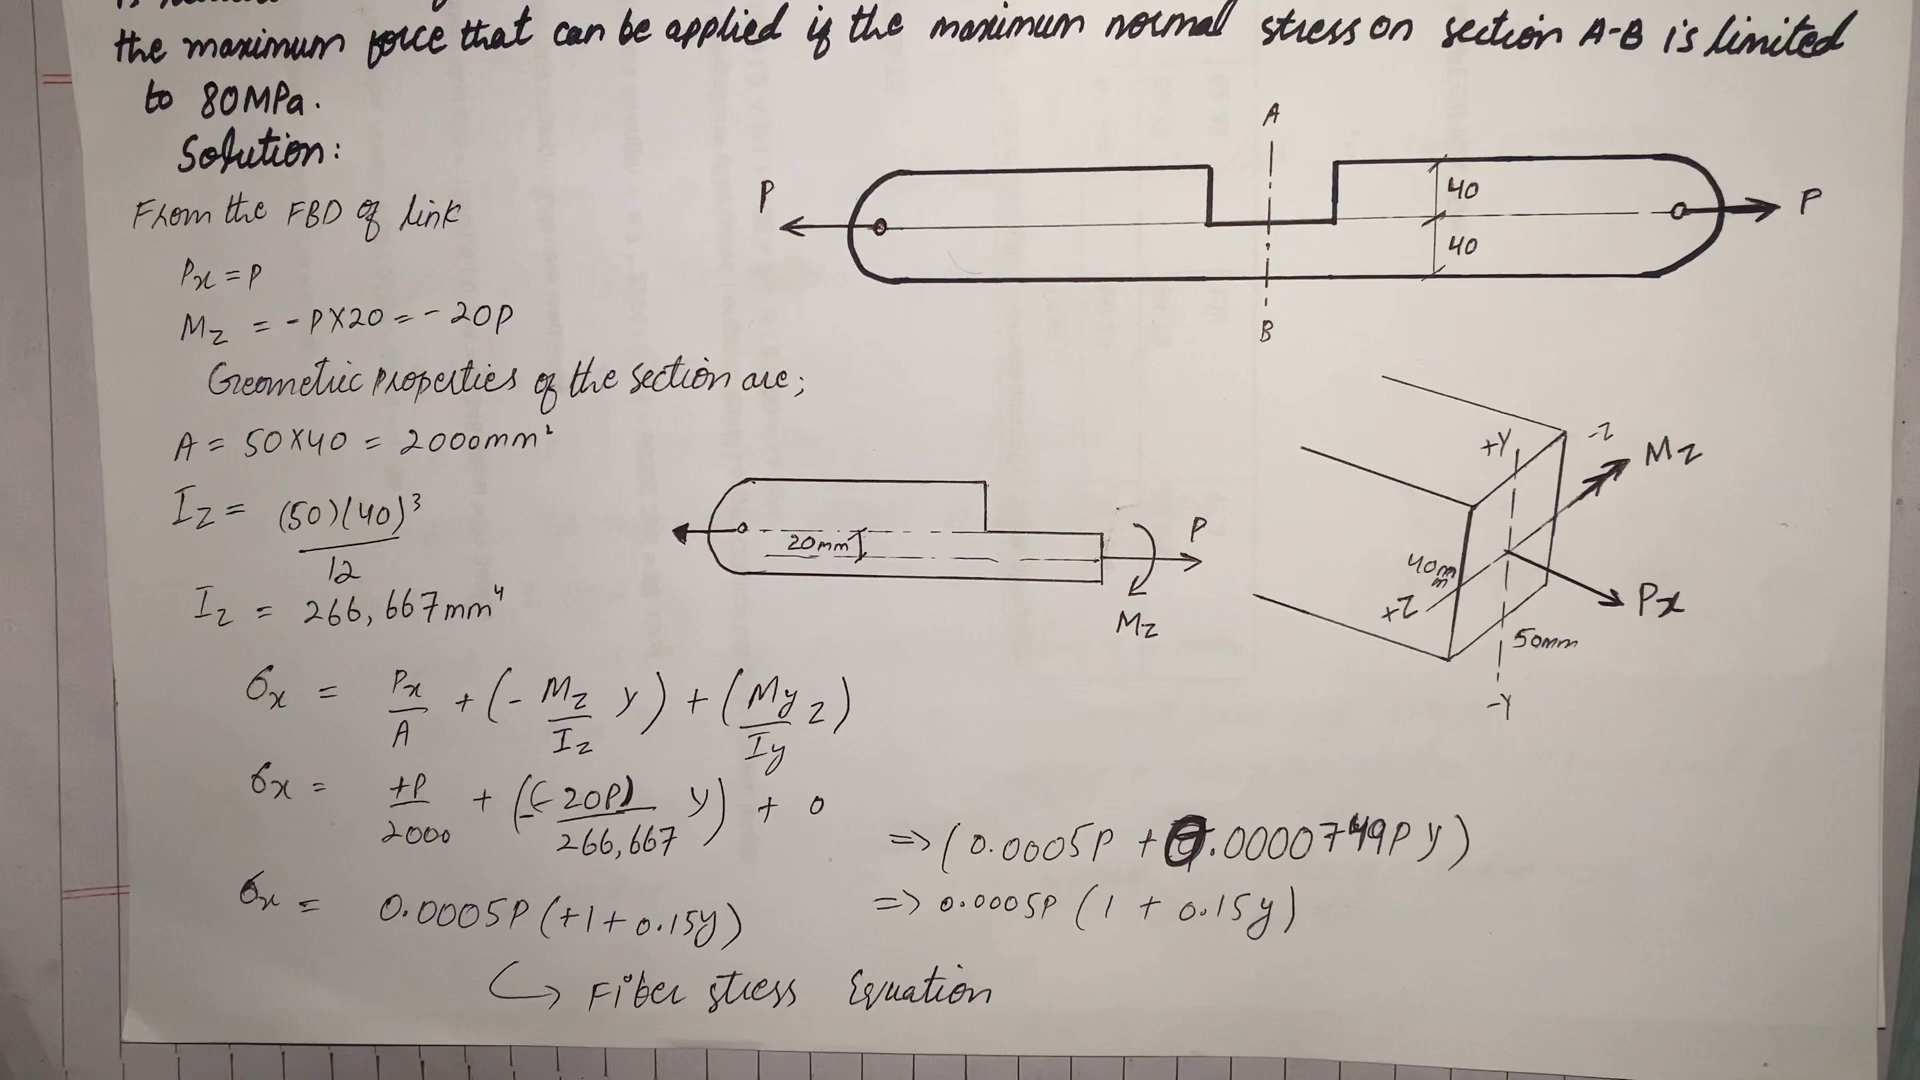 the maximum force that can be applied if the maximum normal stress on section A-B is limited
to 80MPa.
Solution:
From the FBD of link
Px = P
Mz = -P×20 = -20P
Geometric properties of the section are;
A = 50×40 = 2000mm²
Iz = (50)(40)³
12
Iz = 266,667mm⁴
σx = Px/A + (- Mz/Iz y) + (My/Iy z)
σx = +P/2000 + (-(-20P)/266,667 y) + 0
=> (0.0005P + 0.0000749P y)
σx = 0.0005P (+1+0.15y)
=> 0.0005P (1 + 0.15y)
↳ Fiber stress Equation
A
P
40
40
P
B
20mm
P
Mz
+Y
-Z
Mz
40mm
+Z
Px
50mm
-Y